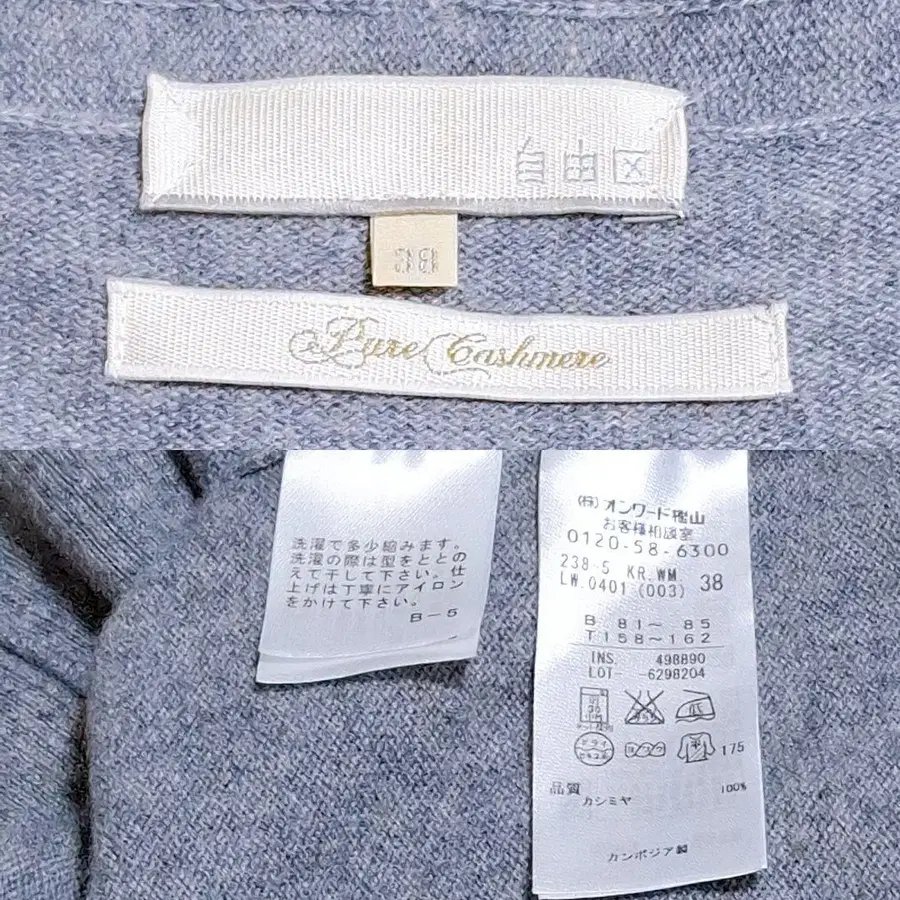 自由区
38
Pure Cashmere
洗濯で多少縮みます。
洗濯の際は型をととの
えて干して下さい。仕
上げは丁寧にアイロン
をかけて下さい。
B-5
(株)オンワード樫山
お客様相談室
0120-58-6300
238-5 KR.WM.
LW.0401 (003) 38
B. 81~ 85
T158~162
INS. 498890
LOT- -6298204
ドライ
175
品質
カシミヤ 100%
カンボジア製